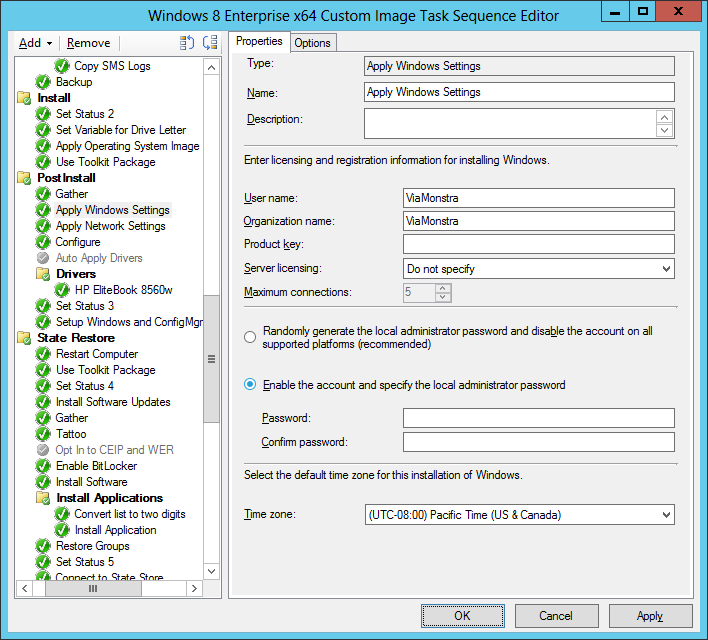 Windows 8 Enterprise x64 Custom Image Task Sequence Editor
Add
Remove
Copy SMS Logs
Backup
Install
Set Status 2
Set Variable for Drive Letter
Apply Operating System Image
Use Toolkit Package
PostInstall
Gather
Apply Windows Settings
Apply Network Settings
Configure
Auto Apply Drivers
Drivers
HP EliteBook 8560w
Set Status 3
Setup Windows and ConfigMgr
State Restore
Restart Computer
Use Toolkit Package
Set Status 4
Install Software Updates
Set Status 4
Gather
Tattoo
Opt In to CEIP and WER
Enable BitLocker
Install Software
Install Applications
Convert list to two digits
Install Application
Restore Groups
Set Status 5
Connect to State Store
Properties
Options
Type:
Apply Windows Settings
Name:
Apply Windows Settings
Description:
Enter licensing and registration information for installing Windows.
User name:
ViaMonstra
Organization name:
ViaMonstra
Product key:
Server licensing:
Do not specify
Maximum connections:
5
Randomly generate the local administrator password and disable the account on all
supported platforms (recommended)
Enable the account and specify the local administrator password
Password:
Confirm password:
Select the default time zone for this installation of Windows.
Time zone:
(UTC-08:00) Pacific Time (US & Canada)
OK
Cancel
Apply